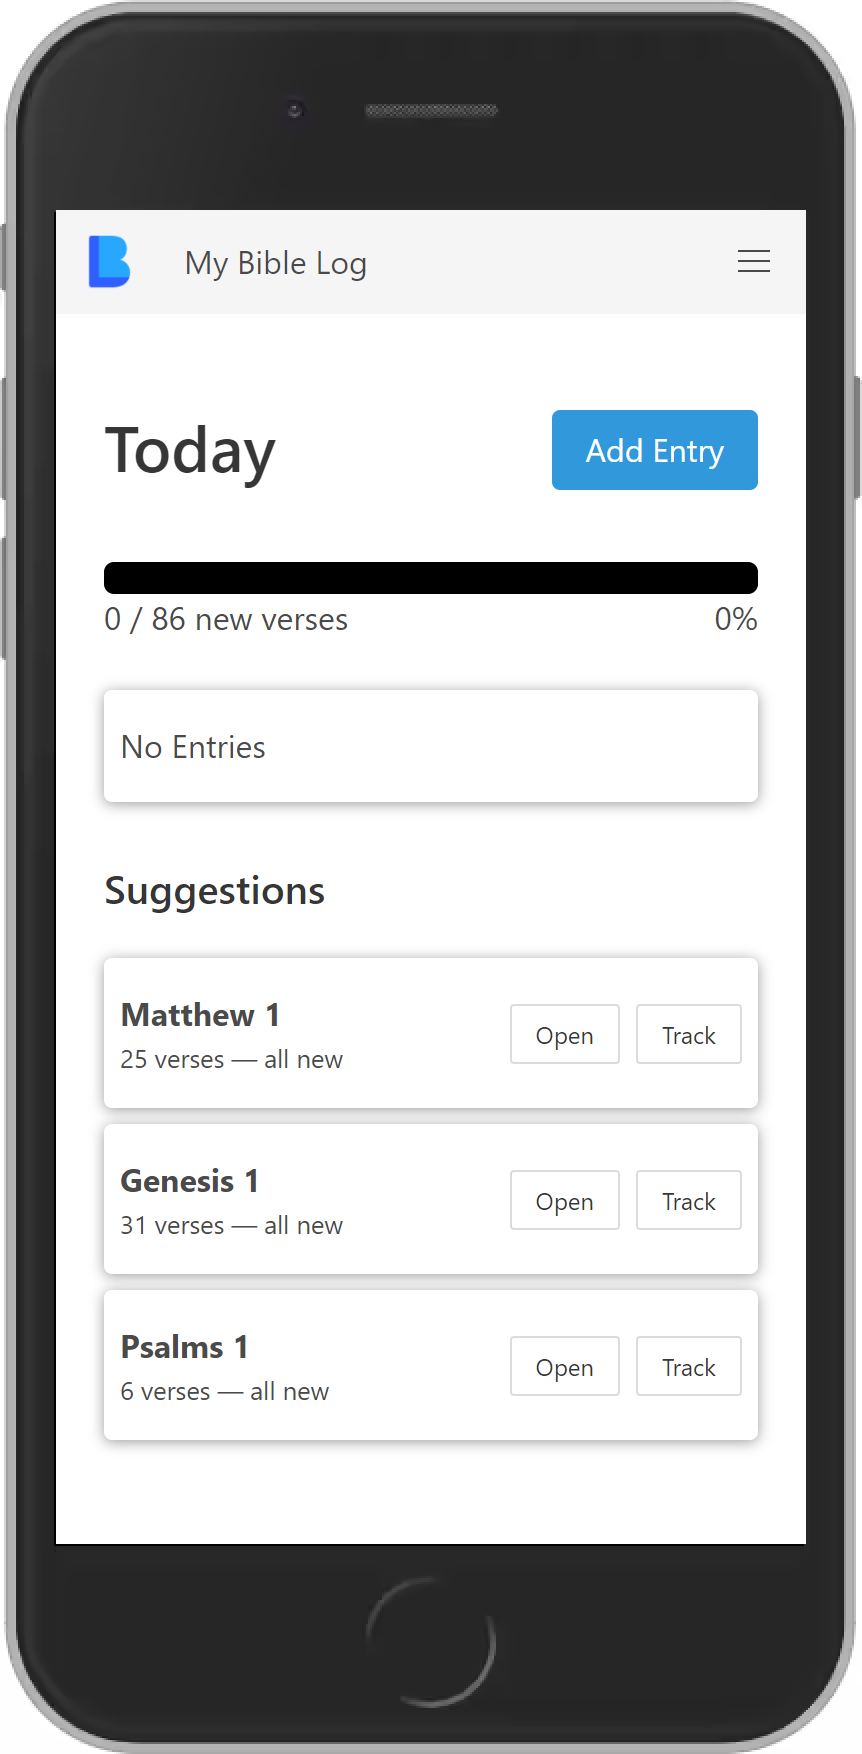 My Bible Log
Today
Add Entry
0 / 86 new verses
0%
No Entries
Suggestions
Matthew 1
25 verses — all new
Open
Track
Genesis 1
31 verses — all new
Open
Track
Psalms 1
6 verses — all new
Open
Track